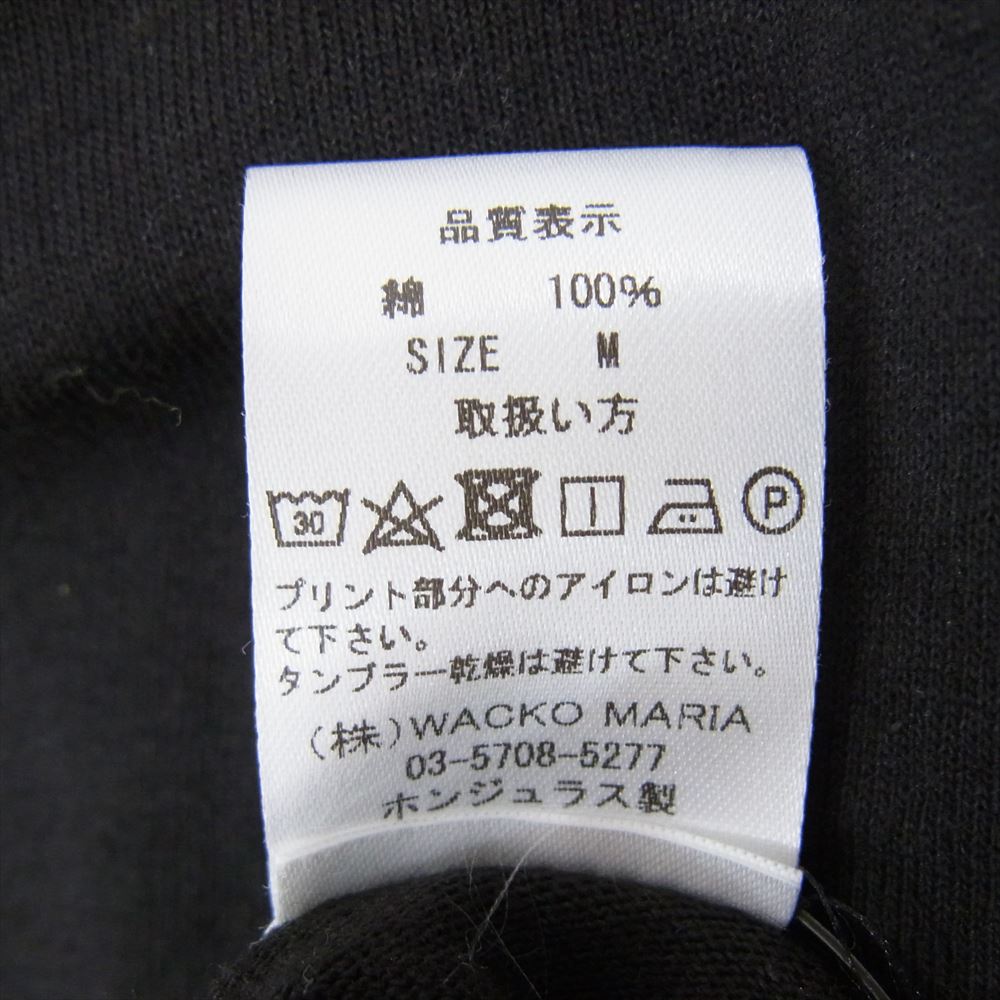 品質表示
綿 100%
SIZE M
取扱い方
30 P
プリント部分へのアイロンは避け
て下さい。
タンブラー乾燥は避けて下さい。
(株)WACKO MARIA
03-5708-5277
ホンジュラス製